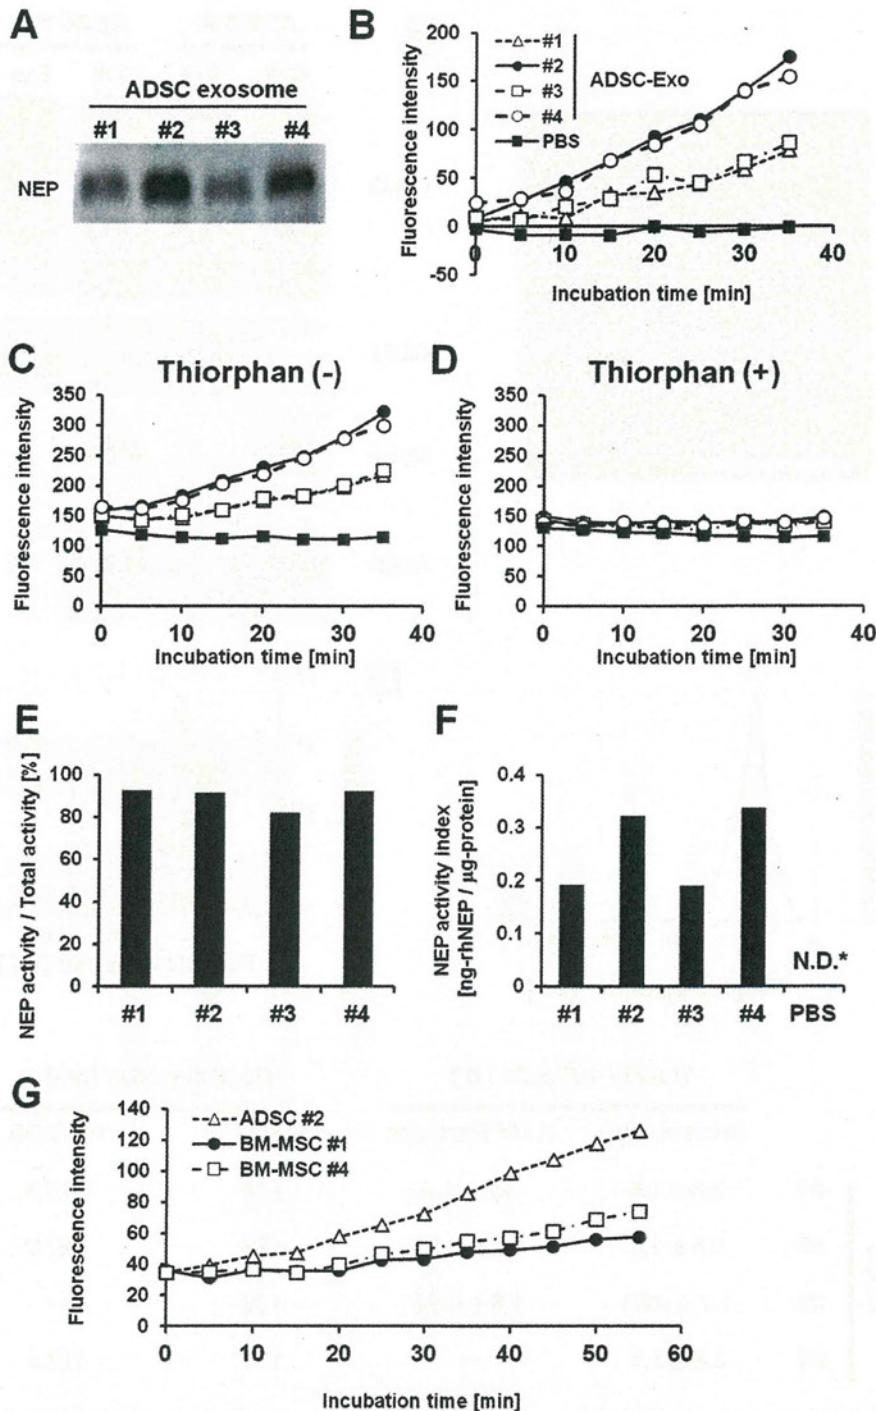 A
ADSC exosome
#1 #2 #3 #4
NEP
B
Fluorescence intensity
200
150
100
50
0
-50
#1
#2
#3
#4
PBS
ADSC-Exo
0 10 20 30 40
Incubation time [min]
C
Thiorphan (-)
Fluorescence intensity
350
300
250
200
150
100
50
0
0 10 20 30 40
Incubation time [min]
D
Thiorphan (+)
Fluorescence intensity
350
300
250
200
150
100
50
0
0 10 20 30 40
Incubation time [min]
E
NEP activity / Total activity [%]
100
80
60
40
20
0
#1 #2 #3 #4
F
NEP activity index
[ng-rhNEP / µg-protein]
0.4
0.3
0.2
0.1
0
N.D.*
#1 #2 #3 #4 PBS
G
Fluorescence intensity
140
120
100
80
60
40
20
0
ADSC #2
BM-MSC #1
BM-MSC #4
0 10 20 30 40 50 60
Incubation time [min]